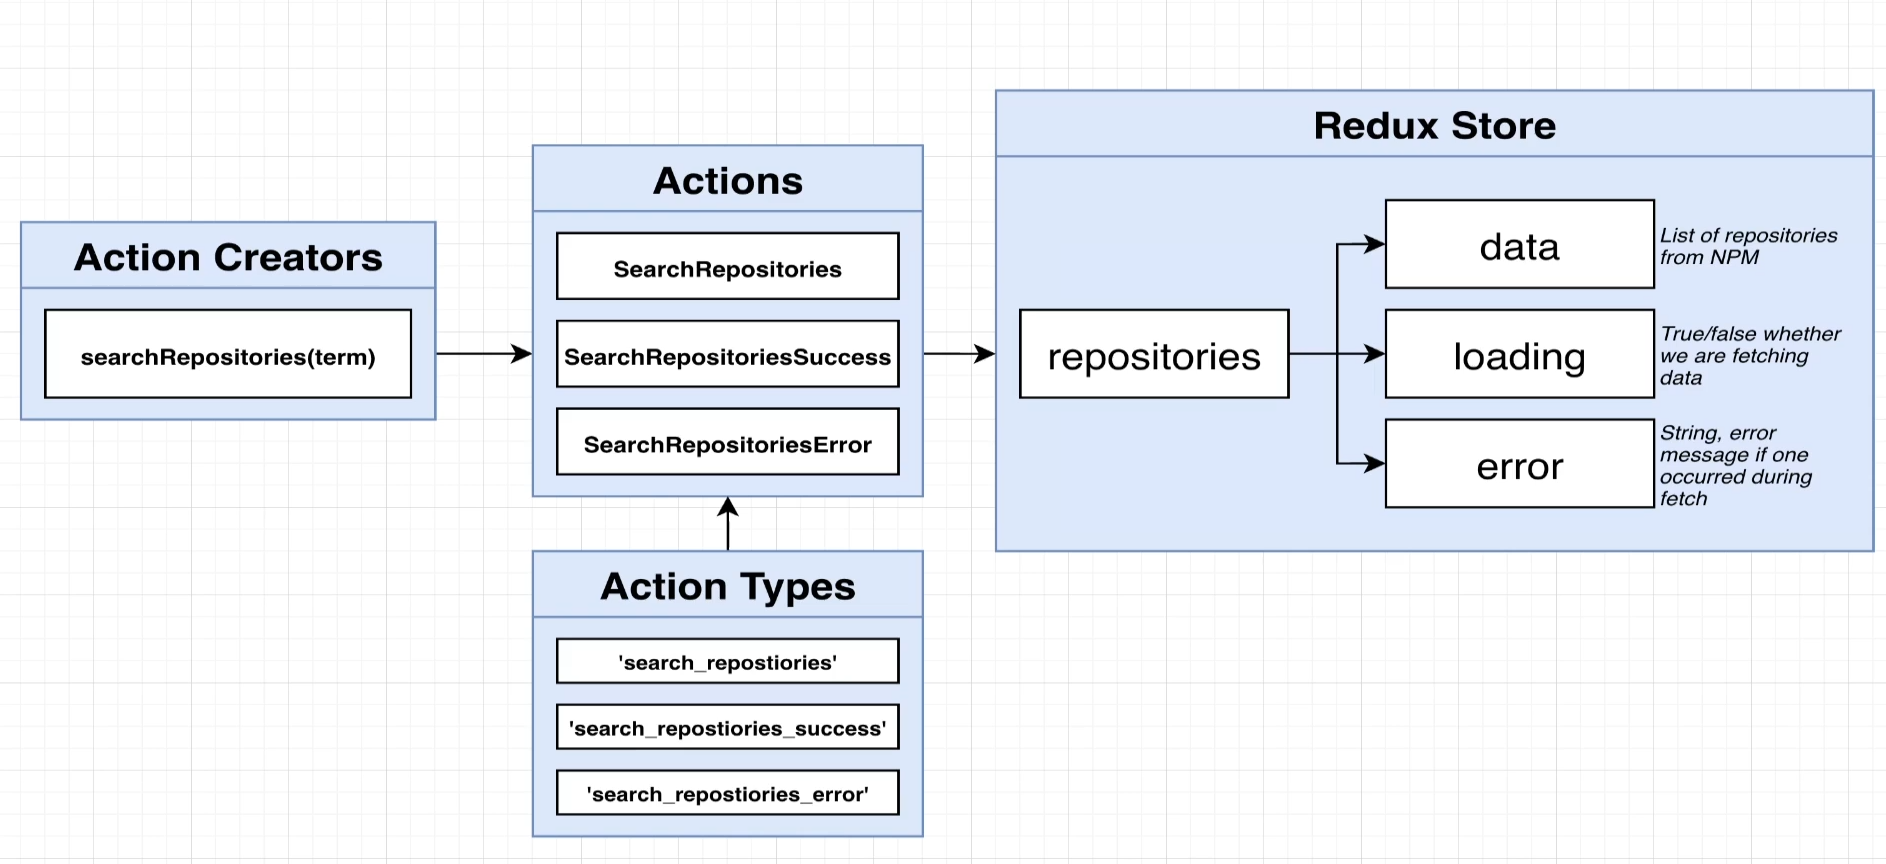 Action Creators
searchRepositories(term)
Actions
SearchRepositories
SearchRepositoriesSuccess
SearchRepositoriesError
Action Types
'search_repostiories'
'search_repostiories_success'
'search_repostiories_error'
Redux Store
repositories
data
List of repositories
from NPM
loading
True/false whether
we are fetching
data
error
String, error
message if one
occurred during
fetch